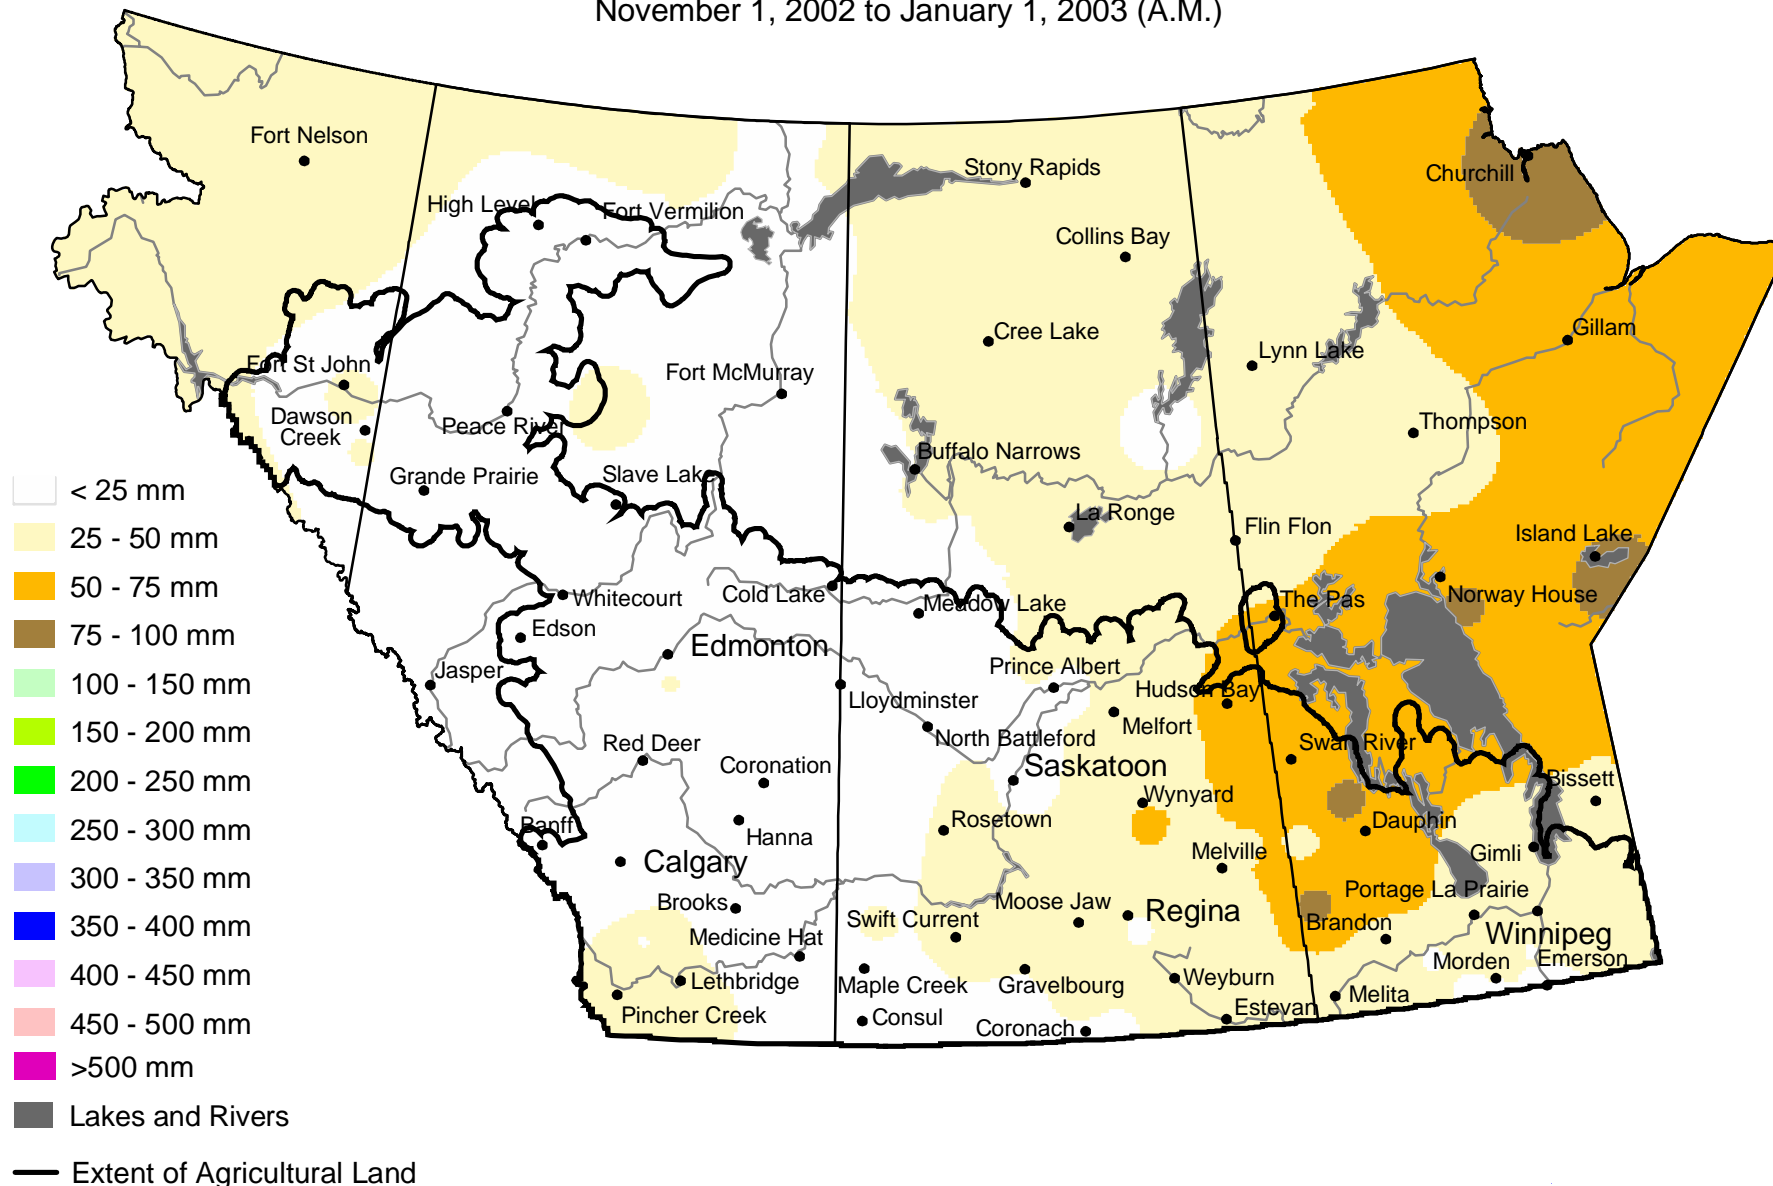 November 1, 2002 to January 1, 2003 (A.M.)
Fort Nelson
Stony Rapids
Churchill
High Level
Fort Vermilion
Collins Bay
Cree Lake
Gillam
Lynn Lake
Fort St John
Fort McMurray
Dawson
Creek
Peace River
Thompson
Buffalo Narrows
Grande Prairie
Slave Lake
La Ronge
Flin Flon
Island Lake
Whitecourt
Cold Lake
Meadow Lake
The Pas
Norway House
Edson
Edmonton
Jasper
Prince Albert
Hudson Bay
Lloydminster
Melfort
Red Deer
North Battleford
Swan River
Coronation
Saskatoon
Bissett
Wynyard
Banff
Hanna
Rosetown
Dauphin
Calgary
Melville
Gimli
Brooks
Moose Jaw
Portage La Prairie
Swift Current
Regina
Brandon
Medicine Hat
Winnipeg
Lethbridge
Maple Creek
Gravelbourg
Weyburn
Morden
Emerson
Pincher Creek
Consul
Coronach
Estevan
Melita
< 25 mm
25 - 50 mm
50 - 75 mm
75 - 100 mm
100 - 150 mm
150 - 200 mm
200 - 250 mm
250 - 300 mm
300 - 350 mm
350 - 400 mm
400 - 450 mm
450 - 500 mm
>500 mm
Lakes and Rivers
Extent of Agricultural Land